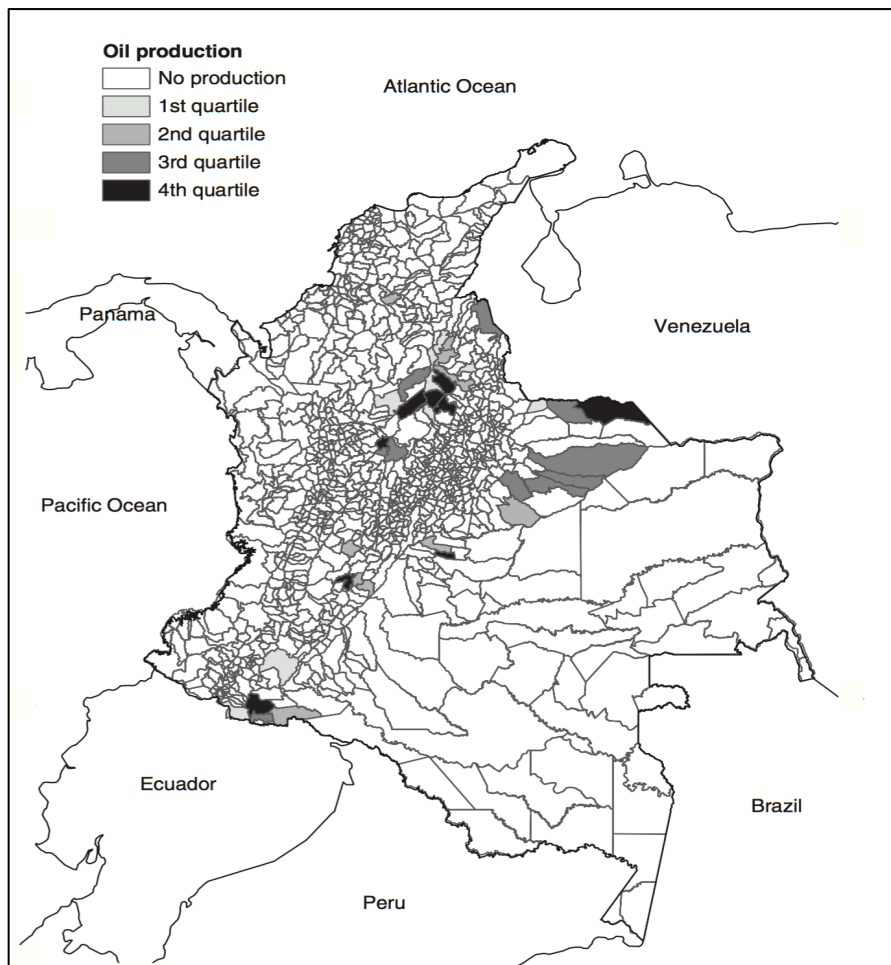 Oil production
No production
1st quartile
2nd quartile
3rd quartile
4th quartile
Atlantic Ocean
Panama
Venezuela
Pacific Ocean
Ecuador
Brazil
Peru